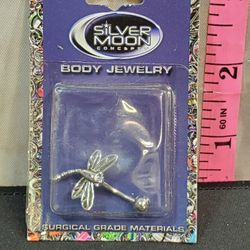 SILVER
MOON
CONCEPTS
BODY JEWELRY
SURGICAL GRADE MATERIALS
1
2
60 IN